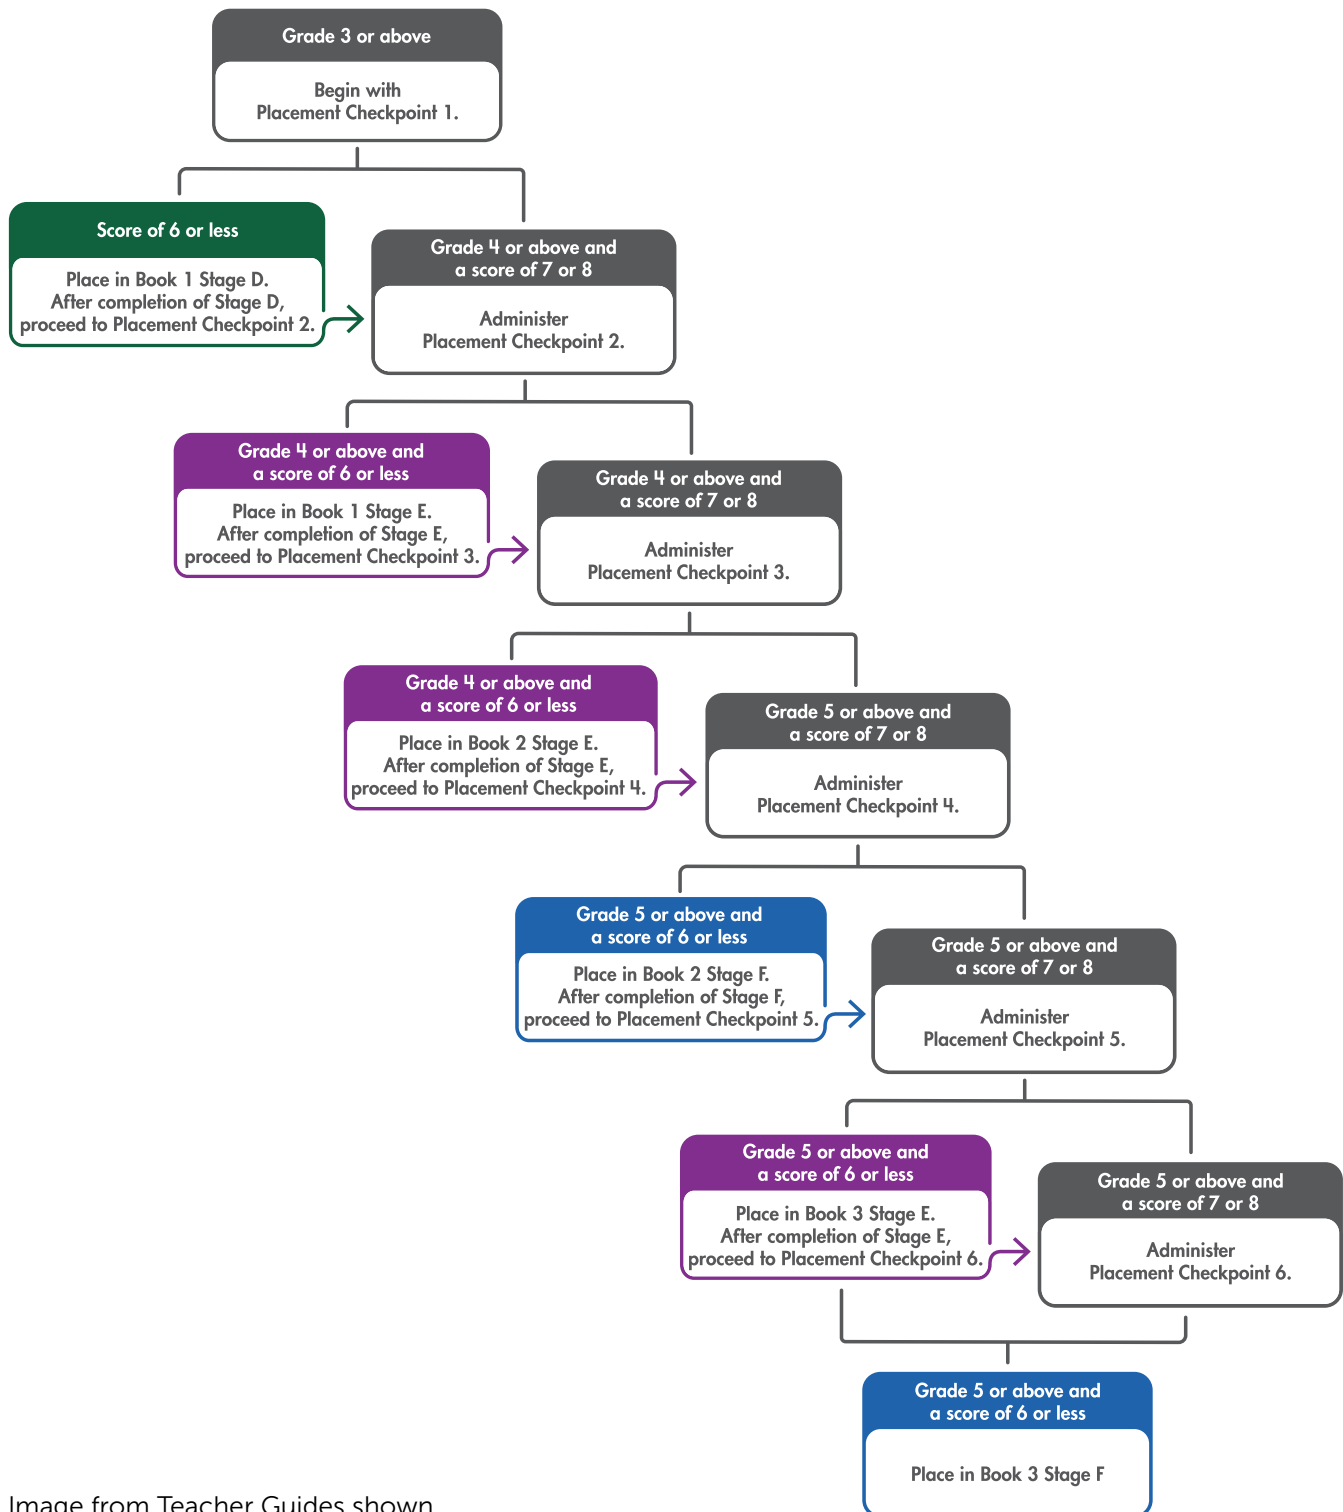 Grade 3 or above
Begin with
Placement Checkpoint 1.
Score of 6 or less
Place in Book 1 Stage D.
After completion of Stage D,
proceed to Placement Checkpoint 2.
Grade 4 or above and
a score of 7 or 8
Administer
Placement Checkpoint 2.
Grade 4 or above and
a score of 6 or less
Place in Book 1 Stage E.
After completion of Stage E,
proceed to Placement Checkpoint 3.
Grade 4 or above and
a score of 7 or 8
Administer
Placement Checkpoint 3.
Grade 4 or above and
a score of 6 or less
Place in Book 2 Stage E.
After completion of Stage E,
proceed to Placement Checkpoint 4.
Grade 5 or above and
a score of 7 or 8
Administer
Placement Checkpoint 4.
Grade 5 or above and
a score of 6 or less
Place in Book 2 Stage F.
After completion of Stage F,
proceed to Placement Checkpoint 5.
Grade 5 or above and
a score of 7 or 8
Administer
Placement Checkpoint 5.
Grade 5 or above and
a score of 6 or less
Place in Book 3 Stage E.
After completion of Stage E,
proceed to Placement Checkpoint 6.
Grade 5 or above and
a score of 7 or 8
Administer
Placement Checkpoint 6.
Grade 5 or above and
a score of 6 or less
Place in Book 3 Stage F
Image from Teacher Guides shown